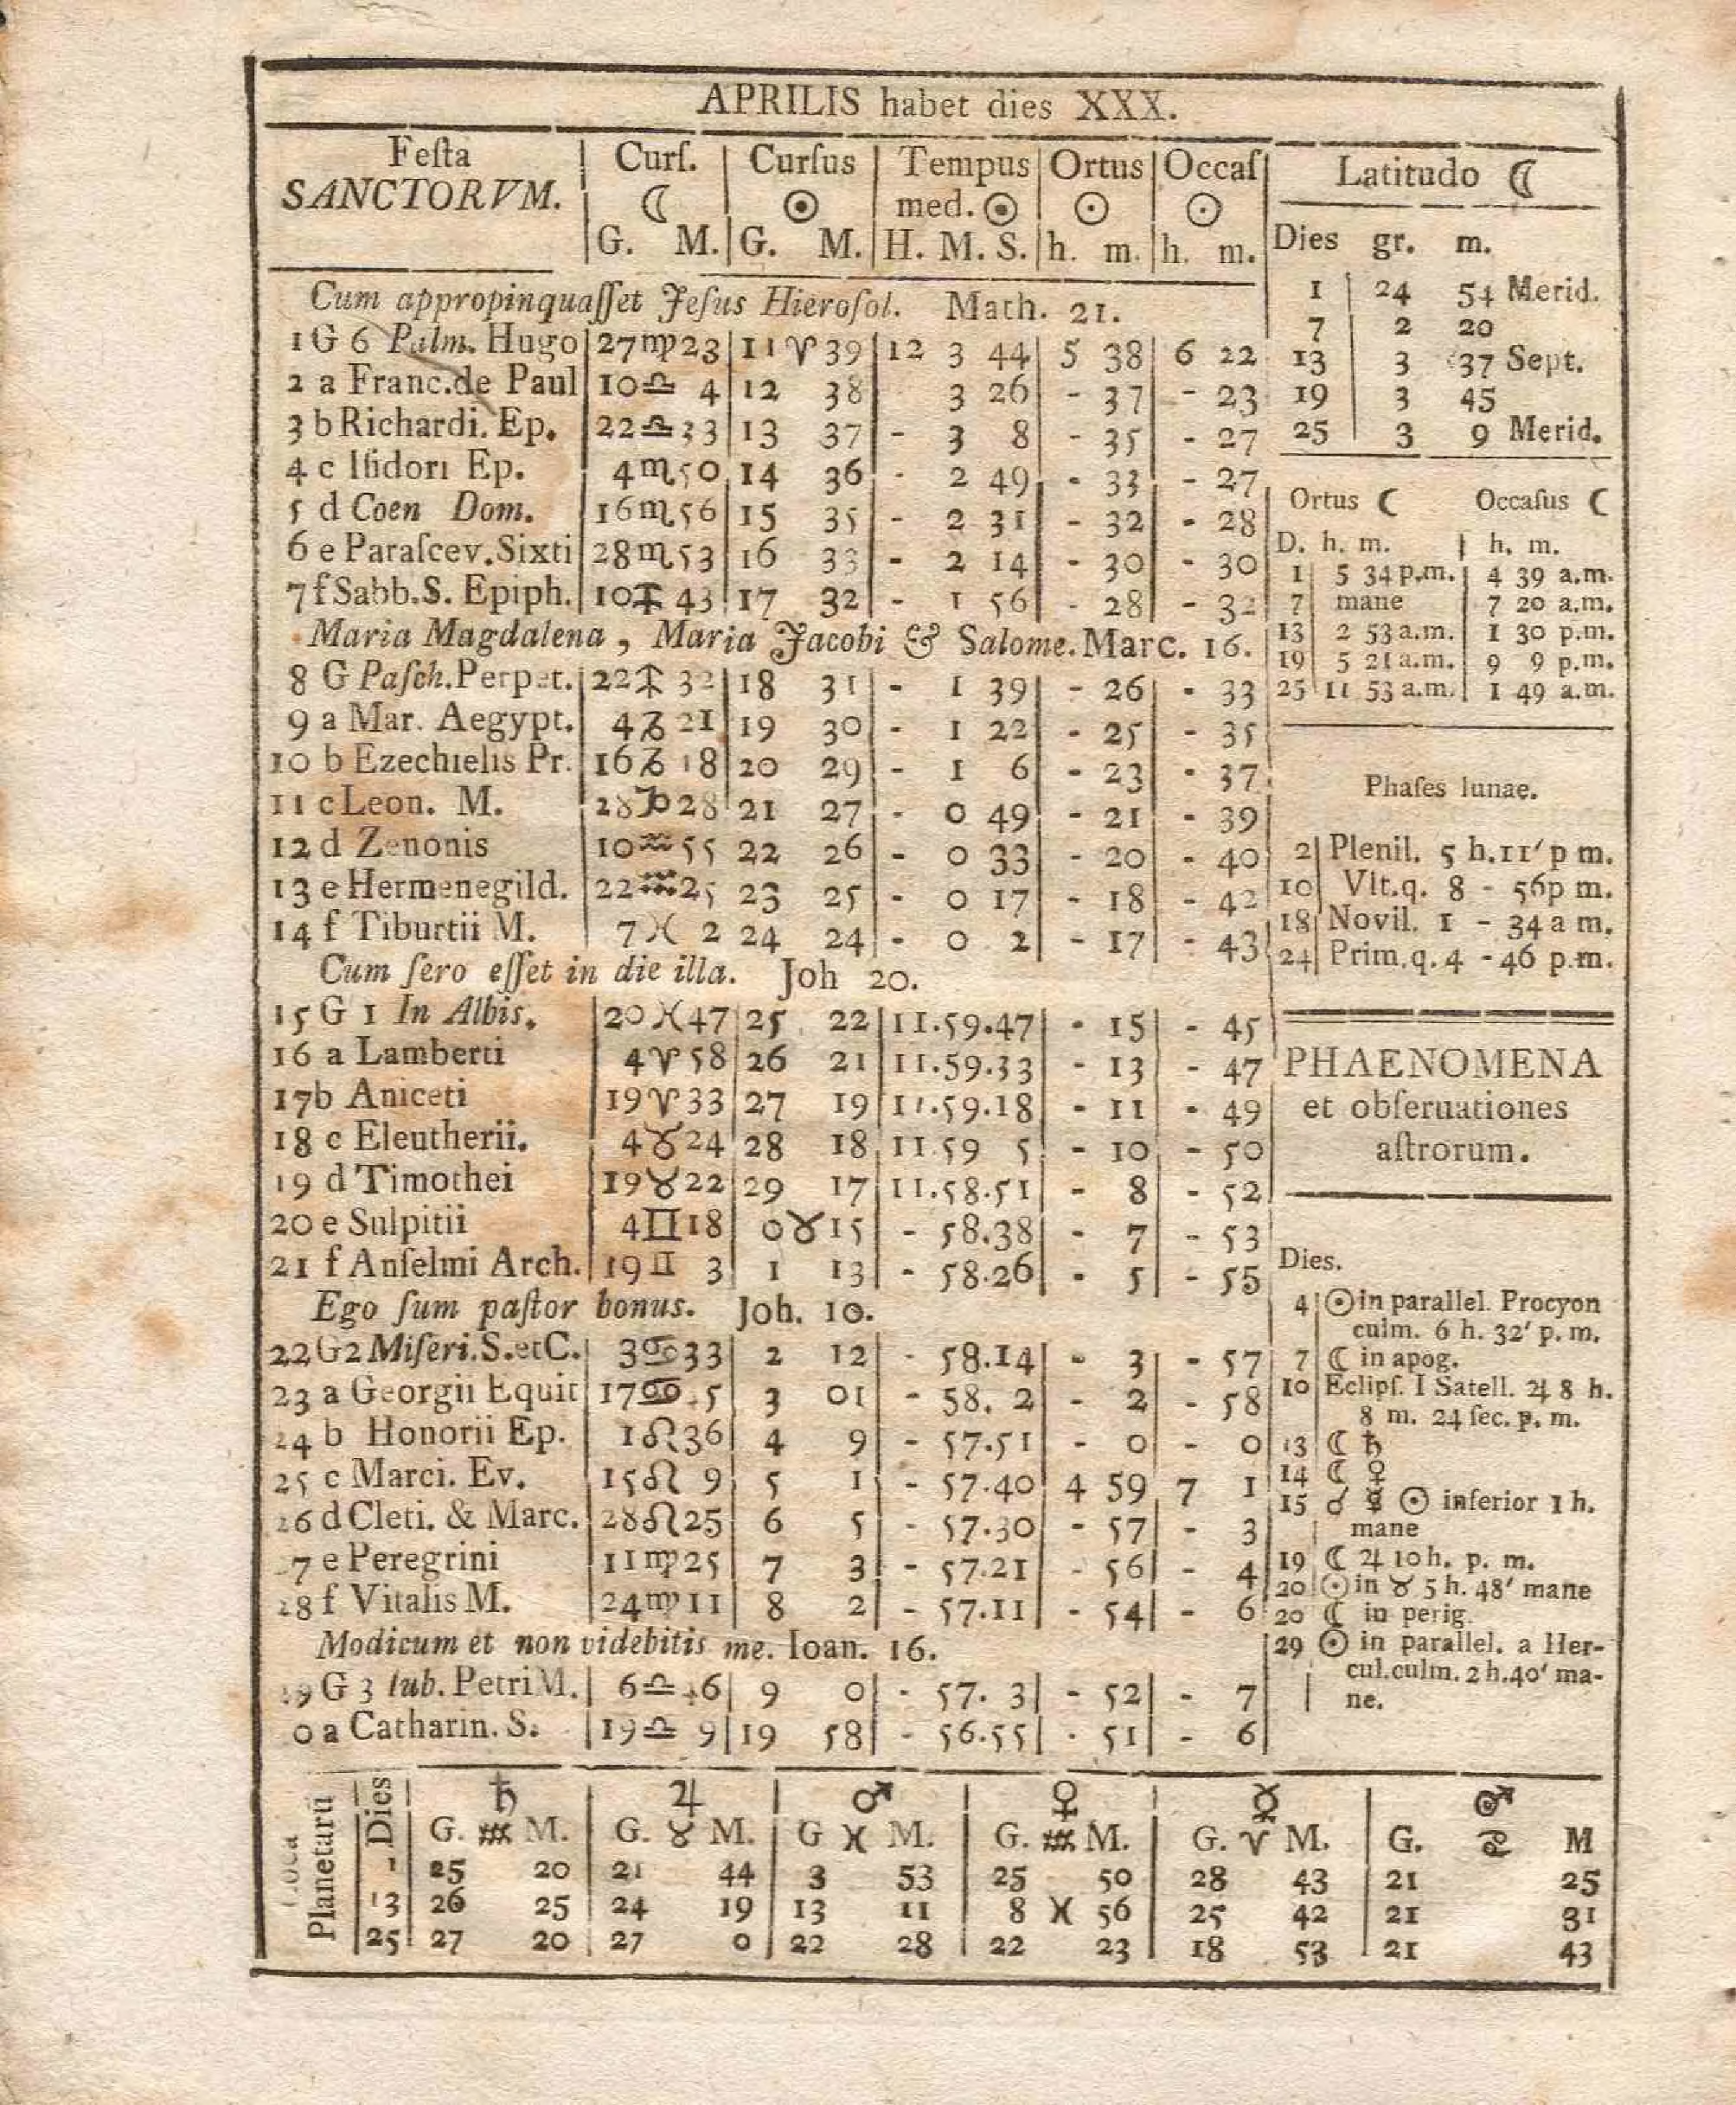 APRILIS habet dies XXX.
Feſta SANCTORVM. | Curſ. ☾ G. M. | Curſus ☉ G. M. | Tempus med. ☉ H. M. S. | Ortus ☉ h. m. | Occaſ ☉ h. m.
Cum appropinquaſſet Jeſus Hieroſol. Math. 21.
1 G 6 Palm. Hugo | 27 ♍ 23 | 11 ♈ 39 | 12 3 44 | 5 38 | 6 22
2 a Franc. de Paul | 10 ♎ 4 | 12 38 | 3 26 | - 37 | - 23
3 b Richardi. Ep. | 22 ♎ 33 | 13 37 | - 3 8 | - 35 | - 27
4 c Iſidori Ep. | 4 ♏ 50 | 14 36 | - 2 49 | - 33 | - 27
5 d Coen Dom. | 16 ♏ 56 | 15 35 | - 2 31 | - 32 | - 28
6 e Paraſcev. Sixti | 28 ♏ 53 | 16 33 | - 2 14 | - 30 | - 30
7 f Sabb. S. Epiph. | 10 ♐ 43 | 17 32 | - 1 56 | - 28 | - 32
Maria Magdalena, Maria Jacobi & Salome. Marc. 16.
8 G Paſch. Perpet. | 22 ♐ 32 | 18 31 | - 1 39 | - 26 | - 33
9 a Mar. Aegypt. | 4 ♑ 21 | 19 30 | - 1 22 | - 25 | - 35
10 b Ezechielis Pr. | 16 ♑ 18 | 20 29 | - 1 6 | - 23 | - 37
11 c Leon. M. | 28 ♑ 28 | 21 27 | - 0 49 | - 21 | - 39
12 d Zenonis | 10 ♒ 55 | 22 26 | - 0 33 | - 20 | - 40
13 e Hermenegild. | 22 ♒ 25 | 23 25 | - 0 17 | - 18 | - 42
14 f Tiburtii M. | 7 ♓ 2 | 24 24 | - 0 2 | - 17 | - 43
Cum ſero eſſet in die illa. Joh 20.
15 G 1 In Albis. | 20 ♓ 47 | 25 22 | 11.59.47 | - 15 | - 45
16 a Lamberti | 4 ♈ 58 | 26 21 | 11.59.33 | - 13 | - 47
17 b Aniceti | 19 ♈ 33 | 27 19 | 11.59.18 | - 11 | - 49
18 c Eleutherii. | 4 ♉ 24 | 28 18 | 11 59 5 | - 10 | - 50
19 d Timothei | 19 ♉ 22 | 29 17 | 11.58.51 | - 8 | - 52
20 e Sulpitii | 4 ♊ 18 | 0 ♉ 15 | - 58.38 | - 7 | - 53
21 f Anſelmi Arch. | 19 ♊ 3 | 1 13 | - 58.26 | - 5 | - 55
Ego ſum paſtor bonus. Joh. 10.
22 G 2 Miſeri. S. et C. | 3 ♋ 33 | 2 12 | - 58.14 | - 3 | - 57
23 a Georgii Equit | 17 ♋ 5 | 3 01 | - 58. 2 | - 2 | - 58
24 b Honorii Ep. | 1 ♌ 36 | 4 9 | - 57.51 | - 0 | - 0
25 c Marci. Ev. | 15 ♌ 9 | 5 1 | - 57.40 | 4 59 | 7 1
26 d Cleti. & Marc. | 28 ♌ 25 | 6 5 | - 57.30 | - 57 | - 3
7 e Peregrini | 11 ♍ 25 | 7 3 | - 57.21 | - 56 | - 4
28 f Vitalis M. | 24 ♍ 11 | 8 2 | - 57.11 | - 54 | - 6
Modicum et non videbitis me. Ioan. 16.
9 G 3 Iub. Petri M. | 6 ♎ 6 | 9 0 | - 57. 3 | - 52 | - 7
0 a Catharin. S. | 19 ♎ 9 | 19 58 | - 56.55 | - 51 | - 6
Latitudo ☾
Dies gr. m.
1 | 24 54 Merid.
7 | 2 20
13 | 3 37 Sept.
19 | 3 45
25 | 3 9 Merid.
Ortus ☾ Occaſus ☾
D. h. m. | h. m.
1 | 5 34 p.m. | 4 39 a.m.
7 | mane | 7 20 a.m.
13 | 2 53 a.m. | 1 30 p.m.
19 | 5 21 a.m. | 9 9 p.m.
25 | 11 53 a.m. | 1 49 a.m.
Phaſes lunae.
2 | Plenil. 5 h. 11′ p m.
10 | Vlt. q. 8 - 56 p m.
18 | Novil. 1 - 34 a m.
24 | Prim. q. 4 - 46 p.m.
PHAENOMENA
et obſeruationes
aſtrorum.
Dies.
4 | ☉ in parallel. Procyon
culm. 6 h. 32′ p. m.
7 | ☾ in apog.
10 | Eclipſ. I Satell. ♃ 8 h.
8 m. 24 ſec. p. m.
13 | ☾ ♄
14 | ☾ ♀
15 | ☌ ☿ ☉ inferior 1 h.
mane
19 | ☾ ♃ 10 h. p. m.
20 | ☉ in ♉ 5 h. 48′ mane
20 | ☾ in perig.
29 | ☉ in parallel. a Her-
cul. culm. 2 h. 40′ ma-
ne.
Loca Planetarū | Dies | ♄ | ♃ | ♂ | ♀ | ☿ | ♂
G. ♒ M. | G. ♉ M. | G ♓ M. | G. ♒ M. | G. ♈ M. | G. ♋ M
1 | 25 20 | 21 44 | 3 53 | 25 50 | 28 43 | 21 25
13 | 26 25 | 24 19 | 13 11 | 8 ♓ 56 | 25 42 | 21 31
25 | 27 20 | 27 0 | 22 28 | 22 23 | 18 53 | 21 43